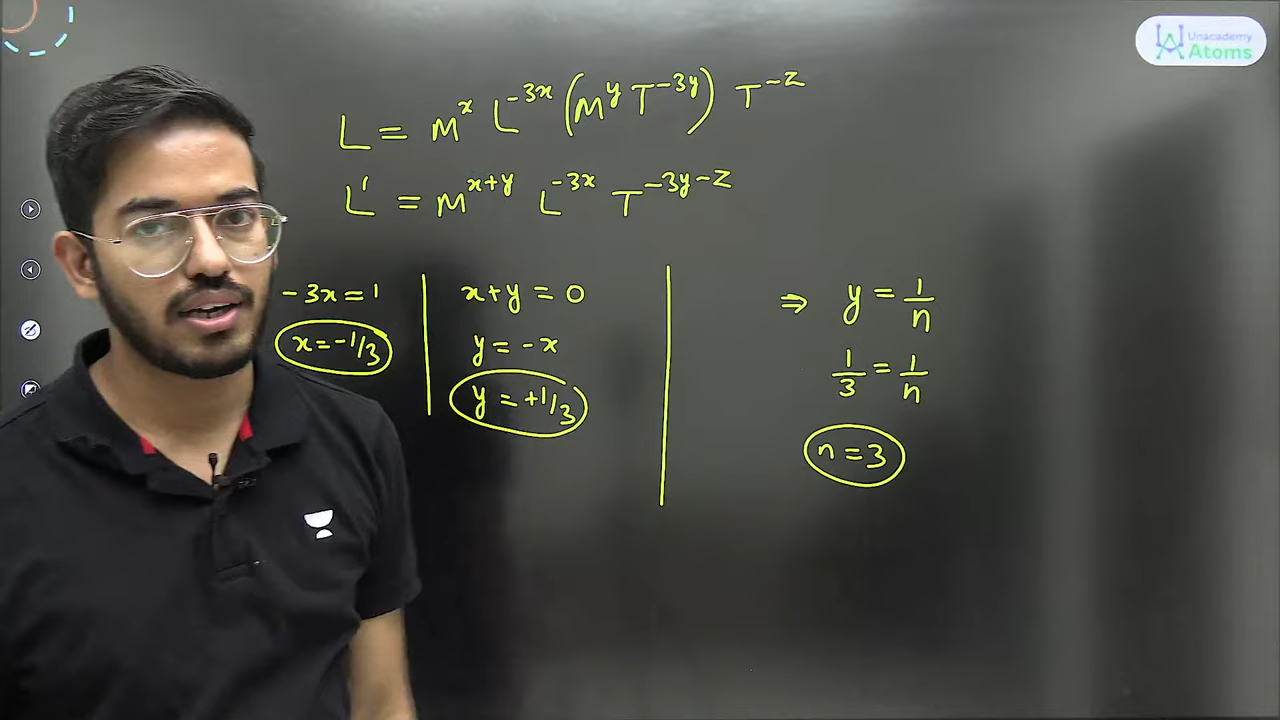 Unacademy
Atoms
L = M^x L^-3x (M^y T^-3y) T^-z
L' = M^x+y L^-3x T^-3y-z
-3x = 1
x = -1/3
x+y = 0
y = -x
y = +1/3
⇒ y = 1/n
1/3 = 1/n
n = 3